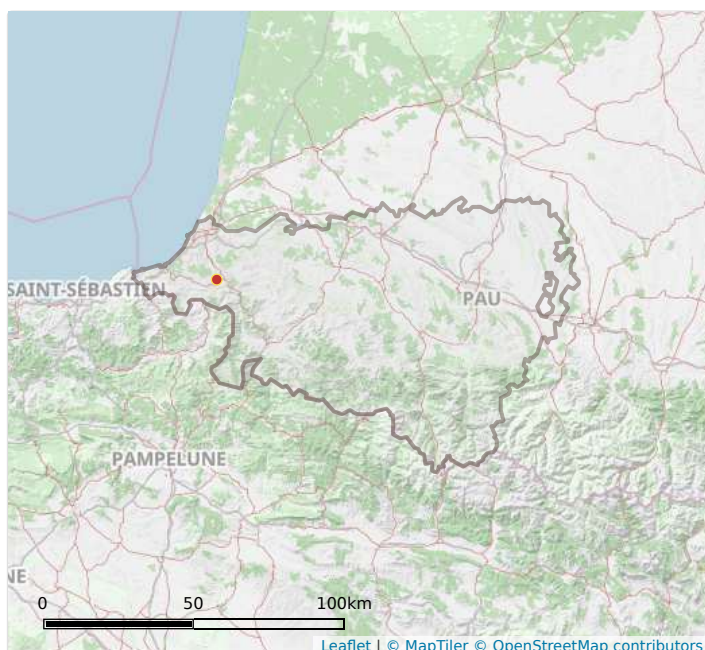 SAINT-SÉBASTIEN
PAU
PAMPELUNE
NE
0 50 100km
Leaflet | © MapTiler © OpenStreetMap contributors